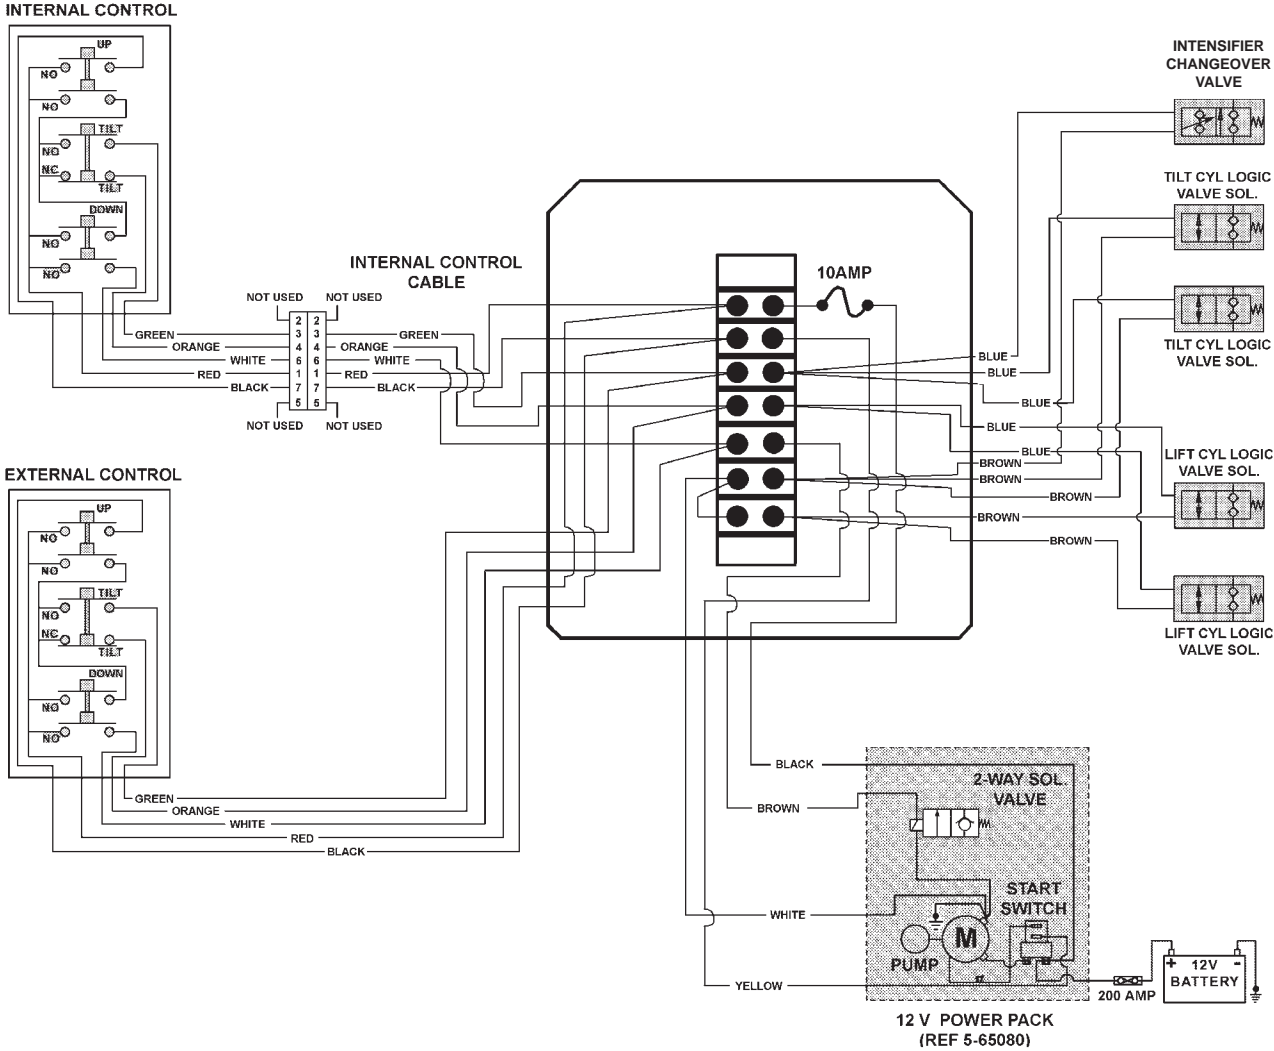 INTERNAL CONTROL
UP
NO
NO
TILT
NO
NC
TILT
DOWN
NO
NO
INTERNAL CONTROL
CABLE
NOT USED
NOT USED
2 2
GREEN 3 3 GREEN
ORANGE 4 4 ORANGE
WHITE 6 6 WHITE
RED 1 1 RED
BLACK 7 7 BLACK
5 5
NOT USED
NOT USED
10AMP
INTENSIFIER
CHANGEOVER
VALVE
TILT CYL LOGIC
VALVE SOL.
TILT CYL LOGIC
VALVE SOL.
BLUE
BLUE
BLUE
BLUE
BLUE
BROWN
BROWN
BROWN
BROWN
BROWN
LIFT CYL LOGIC
VALVE SOL.
LIFT CYL LOGIC
VALVE SOL.
EXTERNAL CONTROL
UP
NO
NO
TILT
NO
NC
TILT
DOWN
NO
NO
GREEN
ORANGE
WHITE
RED
BLACK
BLACK
BROWN
WHITE
YELLOW
2-WAY SOL.
VALVE
START
SWITCH
M
PUMP
200 AMP
+ 12V -
BATTERY
12 V POWER PACK
(REF 5-65080)